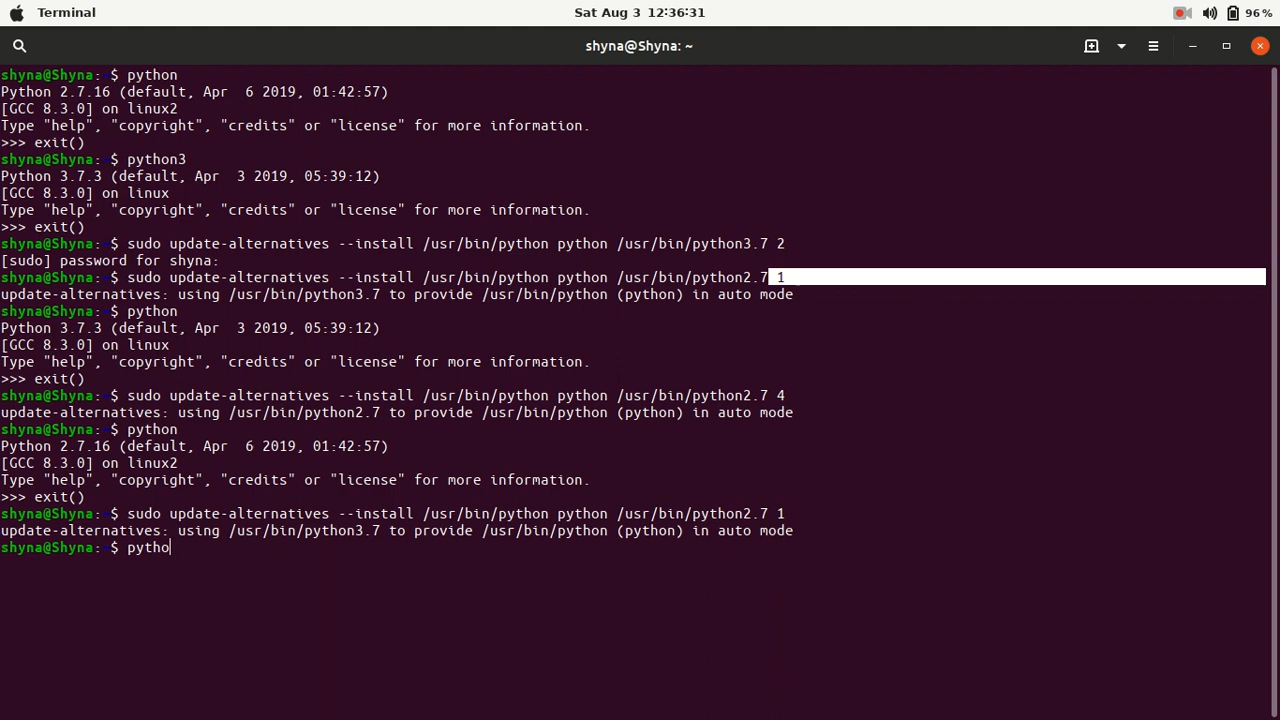 Terminal
Sat Aug 3 12:36:31
96 %
shyna@Shyna: ~
shyna@Shyna:~$ python
Python 2.7.16 (default, Apr  6 2019, 01:42:57)
[GCC 8.3.0] on linux2
Type "help", "copyright", "credits" or "license" for more information.
>>> exit()
shyna@Shyna:~$ python3
Python 3.7.3 (default, Apr  3 2019, 05:39:12)
[GCC 8.3.0] on linux
Type "help", "copyright", "credits" or "license" for more information.
>>> exit()
shyna@Shyna:~$ sudo update-alternatives --install /usr/bin/python python /usr/bin/python3.7 2
[sudo] password for shyna:
shyna@Shyna:~$ sudo update-alternatives --install /usr/bin/python python /usr/bin/python2.7 1
update-alternatives: using /usr/bin/python3.7 to provide /usr/bin/python (python) in auto mode
shyna@Shyna:~$ python
Python 3.7.3 (default, Apr  3 2019, 05:39:12)
[GCC 8.3.0] on linux
Type "help", "copyright", "credits" or "license" for more information.
>>> exit()
shyna@Shyna:~$ sudo update-alternatives --install /usr/bin/python python /usr/bin/python2.7 4
update-alternatives: using /usr/bin/python2.7 to provide /usr/bin/python (python) in auto mode
shyna@Shyna:~$ python
Python 2.7.16 (default, Apr  6 2019, 01:42:57)
[GCC 8.3.0] on linux2
Type "help", "copyright", "credits" or "license" for more information.
>>> exit()
shyna@Shyna:~$ sudo update-alternatives --install /usr/bin/python python /usr/bin/python2.7 1
update-alternatives: using /usr/bin/python3.7 to provide /usr/bin/python (python) in auto mode
shyna@Shyna:~$ pytho